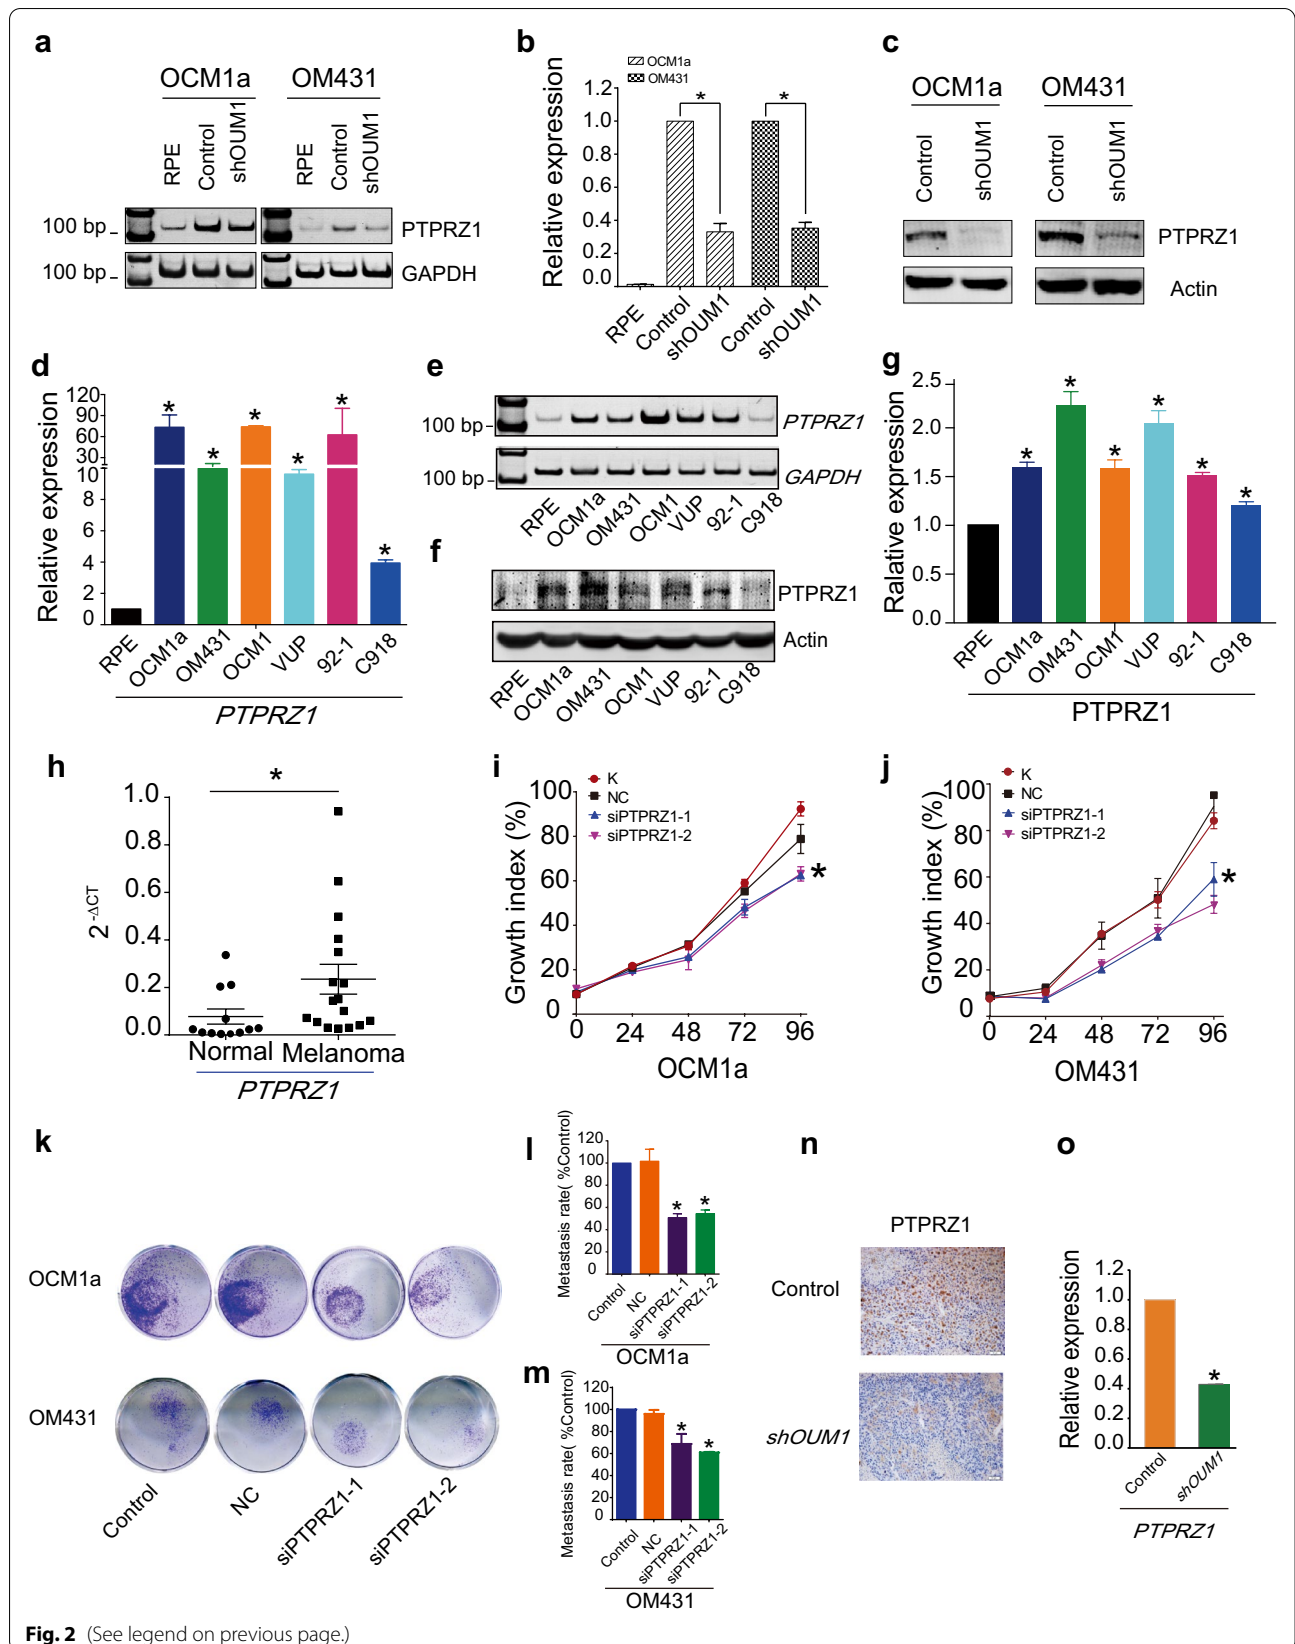 a
OCM1a OM431
RPE Control shOUM1 RPE Control shOUM1
100 bp PTPRZ1
100 bp GAPDH
b
OCM1a
OM431
Relative expression
1.2
1.0
0.8
0.6
0.4
0.2
0.0
* *
RPE Control shOUM1 Control shOUM1
c
OCM1a OM431
Control shOUM1 Control shOUM1
PTPRZ1
Actin
d
Relative expression
120
90
60
30
10
8
6
4
2
0
* * * * * *
RPE OCM1a OM431 OCM1 VUP 92-1 C918
PTPRZ1
e
100 bp PTPRZ1
100 bp GAPDH
RPE OCM1a OM431 OCM1 VUP 92-1 C918
f
PTPRZ1
Actin
RPE OCM1a OM431 OCM1 VUP 92-1 C918
g
Ralative expression
2.5
2.0
1.5
1.0
0.5
0.0
* * * * * *
RPE OCM1a OM431 OCM1 VUP 92-1 C918
PTPRZ1
h
2-ΔCT
1.0
0.8
0.6
0.4
0.2
0.0
*
Normal Melanoma
PTPRZ1
i
K
NC
siPTPRZ1-1
siPTPRZ1-2
Growth index (%)
100
80
60
40
20
0
*
0 24 48 72 96
OCM1a
j
K
NC
siPTPRZ1-1
siPTPRZ1-2
Growth index (%)
100
80
60
40
20
0
*
0 24 48 72 96
OM431
k
OCM1a
OM431
Control NC siPTPRZ1-1 siPTPRZ1-2
l
Metastasis rate( %Control)
120
100
80
60
40
20
0
* *
Control NC siPTPRZ1-1 siPTPRZ1-2
OCM1a
m
Metastasis rate( %Control)
120
100
80
60
40
20
0
* *
Control NC siPTPRZ1-1 siPTPRZ1-2
OM431
n
PTPRZ1
Control
shOUM1
o
Relative expression
1.2
1.0
0.8
0.6
0.4
0.2
0.0
*
Control shOUM1
PTPRZ1
Fig. 2 (See legend on previous page.)